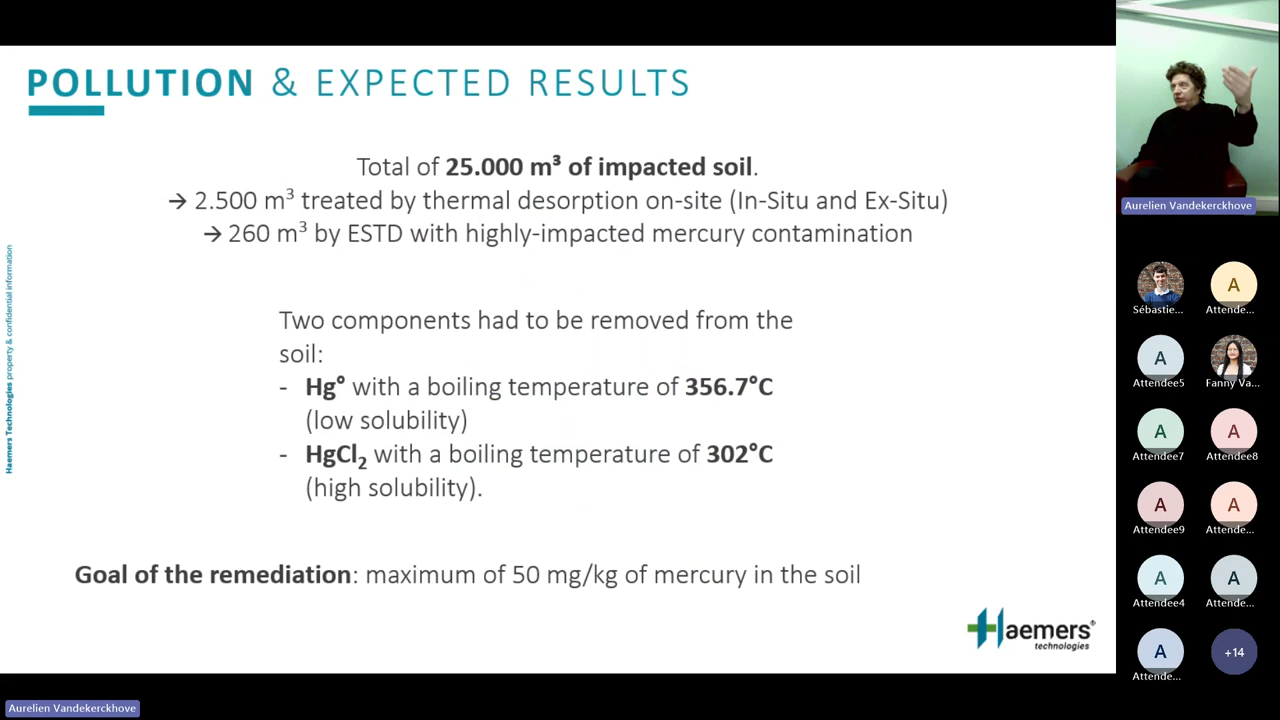 POLLUTION & EXPECTED RESULTS
Total of 25.000 m³ of impacted soil.
→ 2.500 m³ treated by thermal desorption on-site (In-Situ and Ex-Situ)
→ 260 m³ by ESTD with highly-impacted mercury contamination
Two components had to be removed from the
soil:
- Hg° with a boiling temperature of 356.7°C
(low solubility)
- HgCl₂ with a boiling temperature of 302°C
(high solubility).
Goal of the remediation: maximum of 50 mg/kg of mercury in the soil
Haemers Technologies property & confidential information
Haemers®
technologies
Aurelien Vandekerckhove
Aurelien Vandekerckhove
Sébastie...
Attende...
A
A
Attendee5
Fanny Va...
A
A
Attendee7
Attendee8
A
A
Attendee9
Attende...
A
A
Attendee4
Attende...
A
+14
Attende...